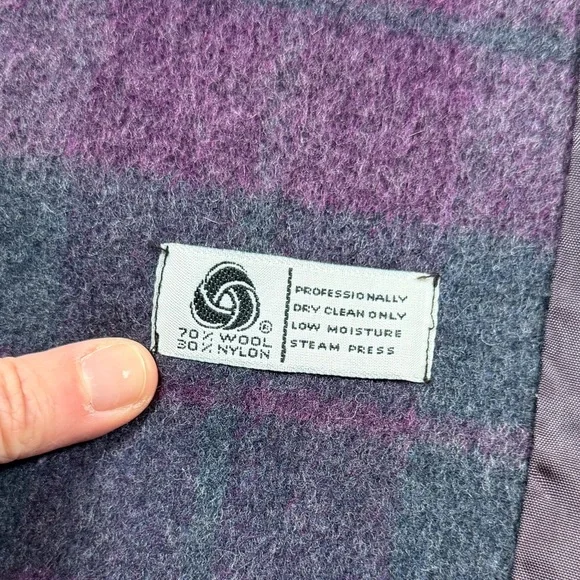 70% WOOL
30% NYLON
®
PROFESSIONALLY
DRY CLEAN ONLY
LOW MOISTURE
STEAM PRESS